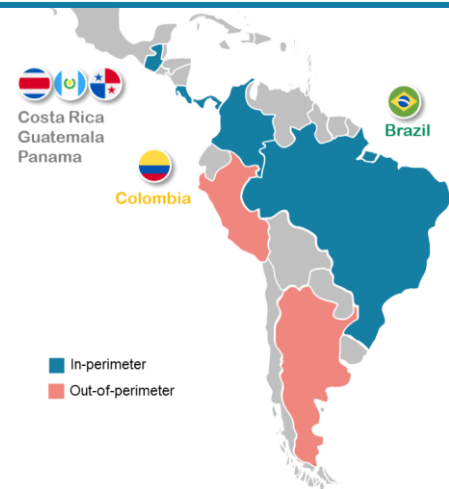 Costa Rica
Guatemala
Panama
Brazil
Colombia
In-perimeter
Out-of-perimeter